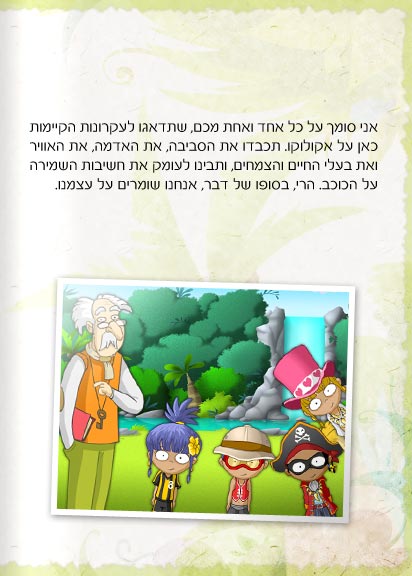 אני סומך על כל אחד ואחת מכם, שתדאגו לעקרונות הקיימות
כאן על אקולוקו. תכבדו את הסביבה, את האדמה, את האוויר
ואת בעלי החיים והצמחים, ותבינו לעומק את חשיבות השמירה
על הכוכב. הרי, בסופו של דבר, אנחנו שומרים על עצמנו.